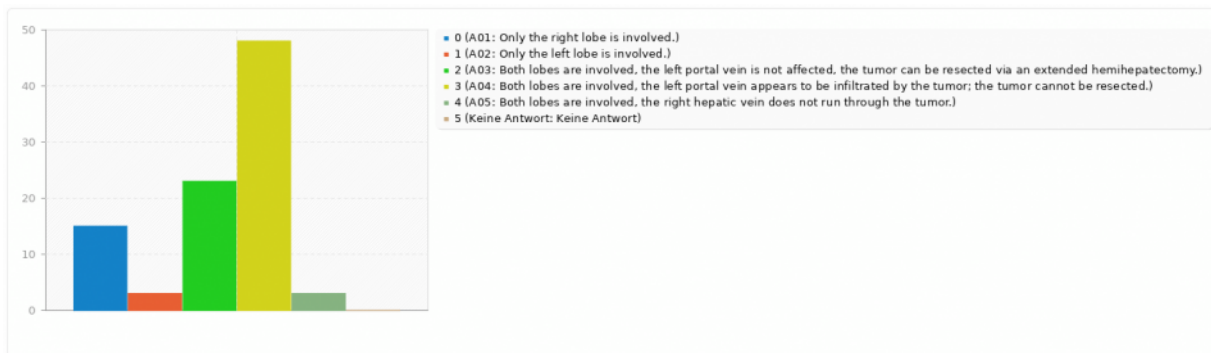 50
40
30
20
10
0
0 (A01: Only the right lobe is involved.)
1 (A02: Only the left lobe is involved.)
2 (A03: Both lobes are involved, the left portal vein is not affected, the tumor can be resected via an extended hemihepatectomy.)
3 (A04: Both lobes are involved, the left portal vein appears to be infiltrated by the tumor; the tumor cannot be resected.)
4 (A05: Both lobes are involved, the right hepatic vein does not run through the tumor.)
5 (Keine Antwort: Keine Antwort)